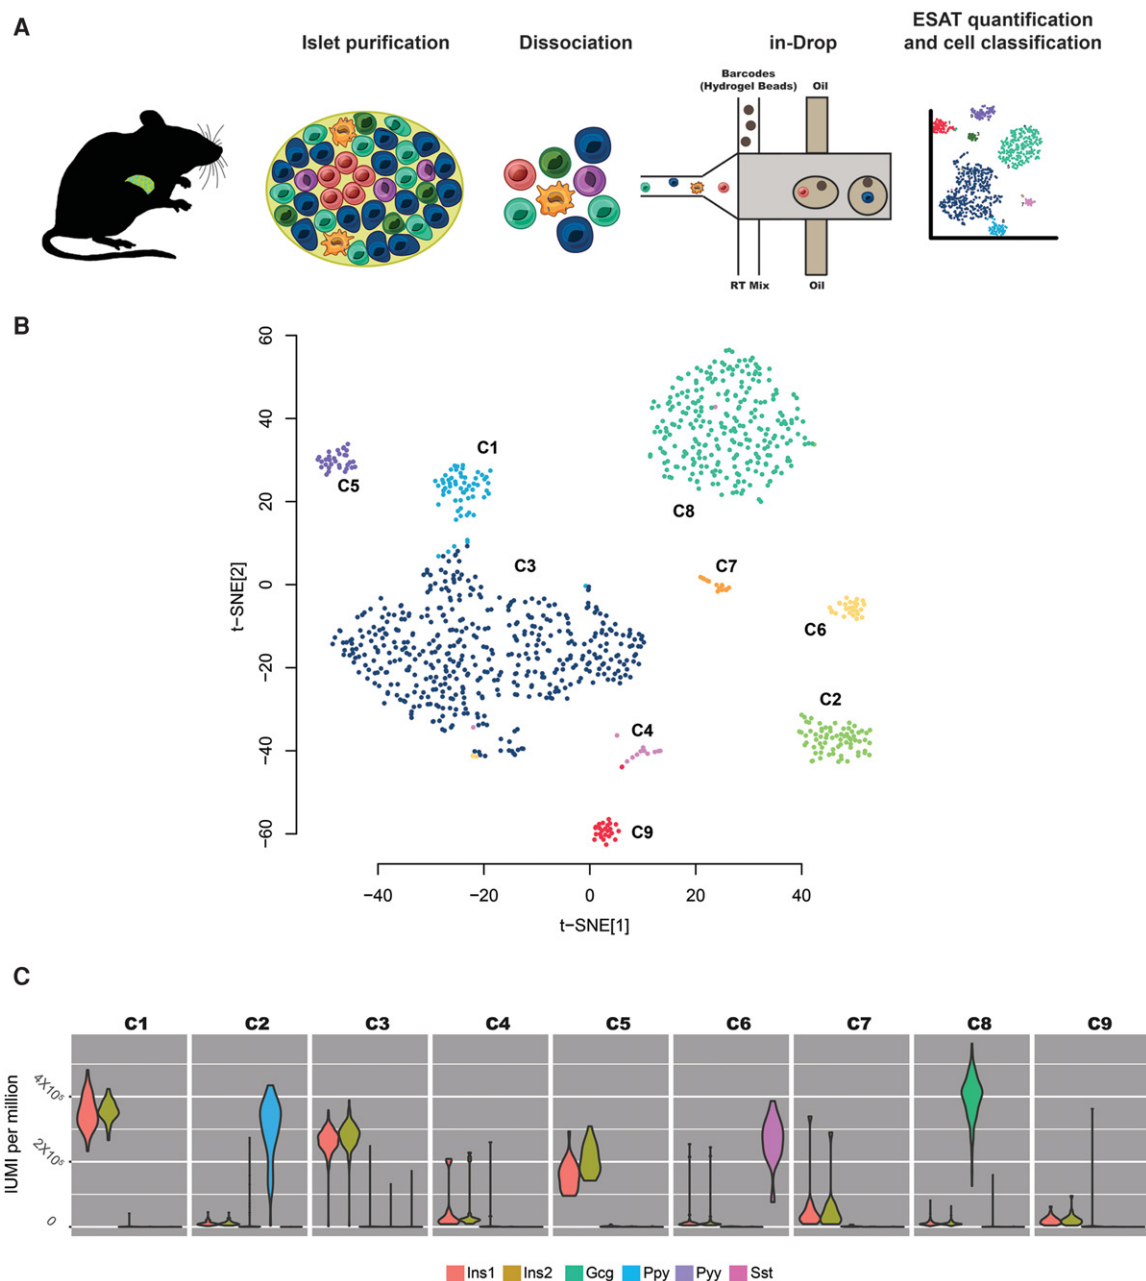 A
Islet purification
Dissociation
in-Drop
ESAT quantification
and cell classification
Barcodes
(Hydrogel Beads)
Oil
RT Mix
Oil
B
60
40
20
0
−20
−40
−60
t−SNE[2]
C5
C1
C8
C3
C7
C6
C2
C4
C9
−40
−20
0
20
40
t−SNE[1]
C
C1
C2
C3
C4
C5
C6
C7
C8
C9
IUMI per million
4X10⁵
2X10⁵
0
Ins1 Ins2 Gcg Ppy Pyy Sst